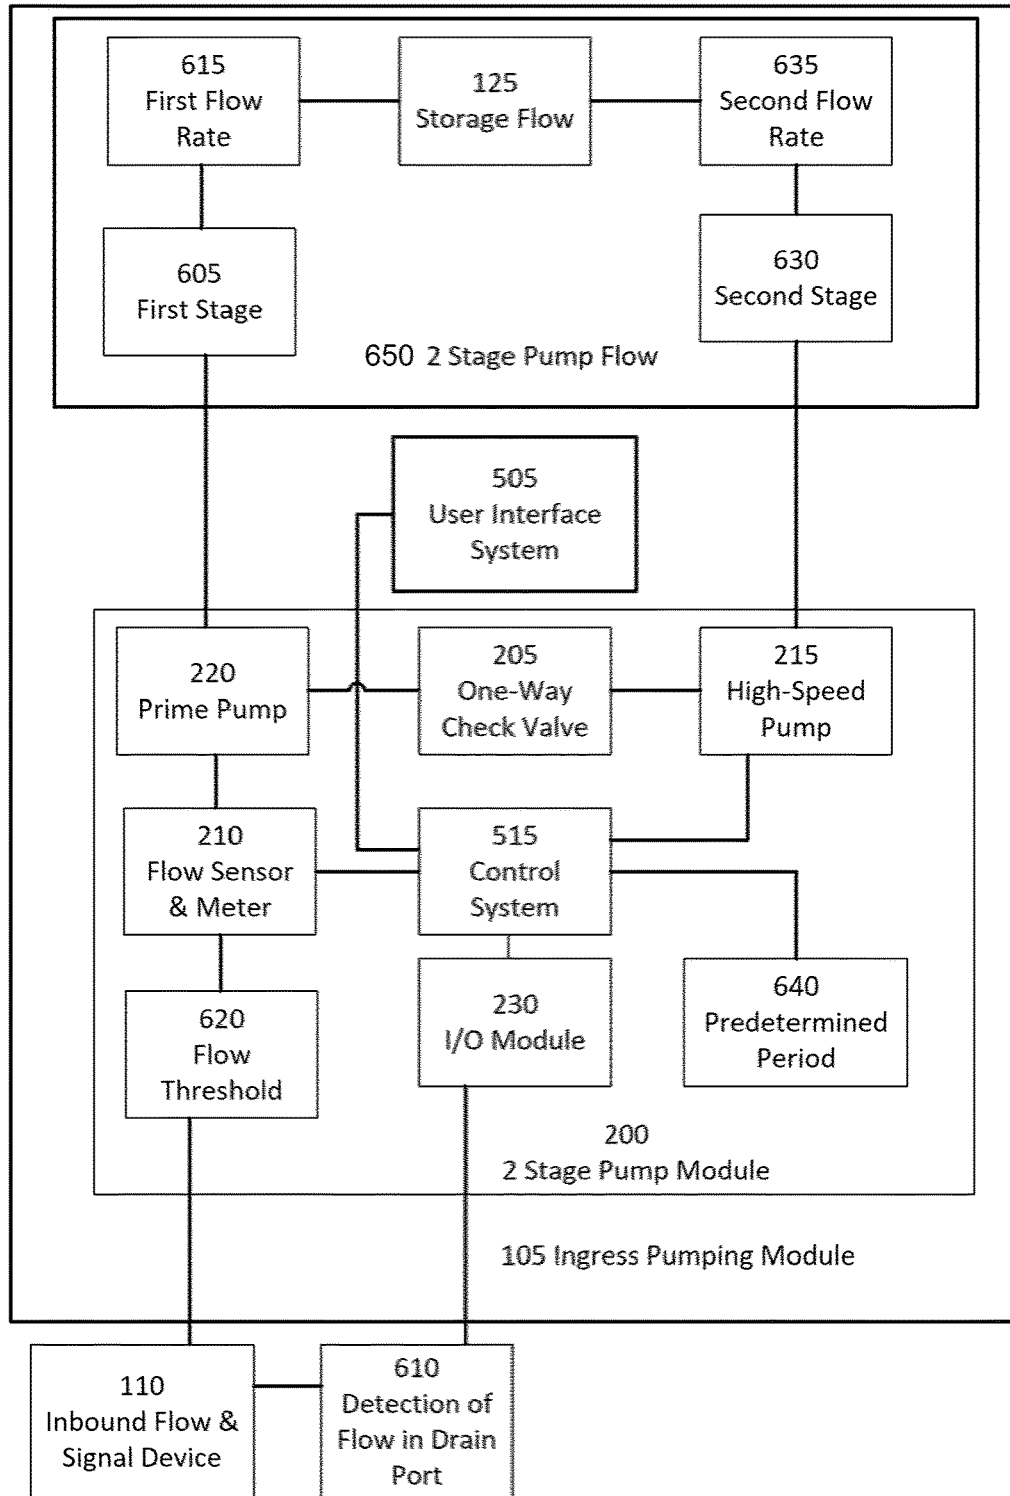 615
First Flow
Rate
125
Storage Flow
635
Second Flow
Rate
605
First Stage
630
Second Stage
650 2 Stage Pump Flow
505
User Interface
System
220
Prime Pump
205
One-Way
Check Valve
215
High-Speed
Pump
210
Flow Sensor
& Meter
515
Control
System
620
Flow
Threshold
230
I/O Module
640
Predetermined
Period
200
2 Stage Pump Module
105 Ingress Pumping Module
110
Inbound Flow &
Signal Device
610
Detection of
Flow in Drain
Port